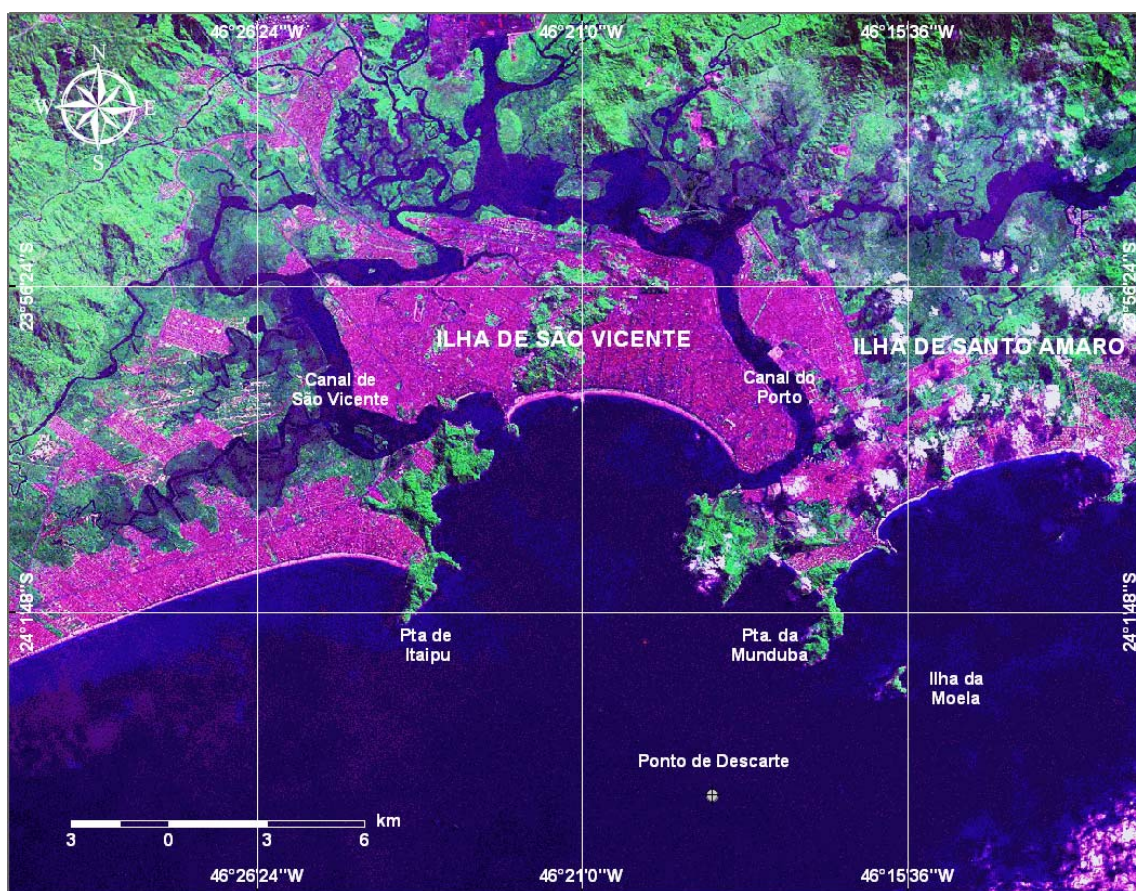 46°26'24"W
46°21'0"W
46°15'36"W
N
W
E
S
23°56'24"S
23°56'24"S
ILHA DE SÃO VICENTE
ILHA DE SANTO AMARO
Canal de
São Vicente
Canal do
Porto
24°1'48"S
24°1'48"S
Pta de
Itaipu
Pta. da
Munduba
Ilha da
Moela
Ponto de Descarte
km
3
0
3
6
46°26'24"W
46°21'0"W
46°15'36"W